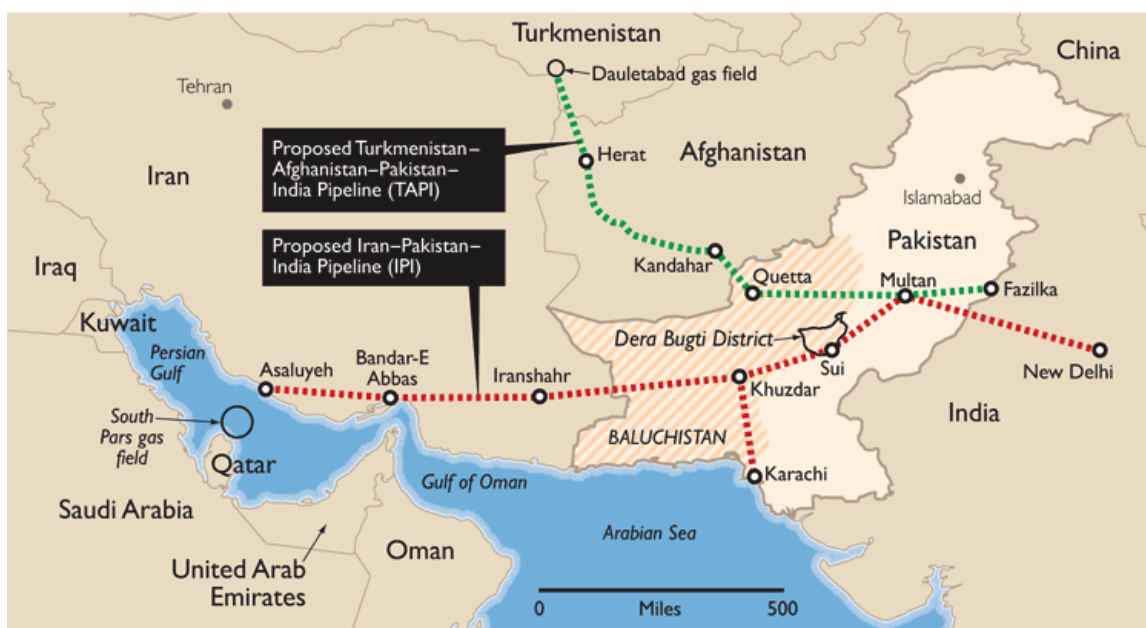 Turkmenistan
China
Dauletabad gas field
Tehran
Proposed Turkmenistan–
Afghanistan–Pakistan–
India Pipeline (TAPI)
Herat
Afghanistan
Iran
Islamabad
Proposed Iran–Pakistan–
India Pipeline (IPI)
Pakistan
Iraq
Kandahar
Quetta
Multan
Fazilka
Kuwait
Dera Bugti District
Persian
Gulf
Asaluyeh
Bandar-E
Abbas
Iranshahr
Sui
New Delhi
Khuzdar
South
Pars gas
field
India
BALUCHISTAN
Qatar
Karachi
Gulf of Oman
Saudi Arabia
Arabian Sea
Oman
United Arab
Emirates
0
Miles
500